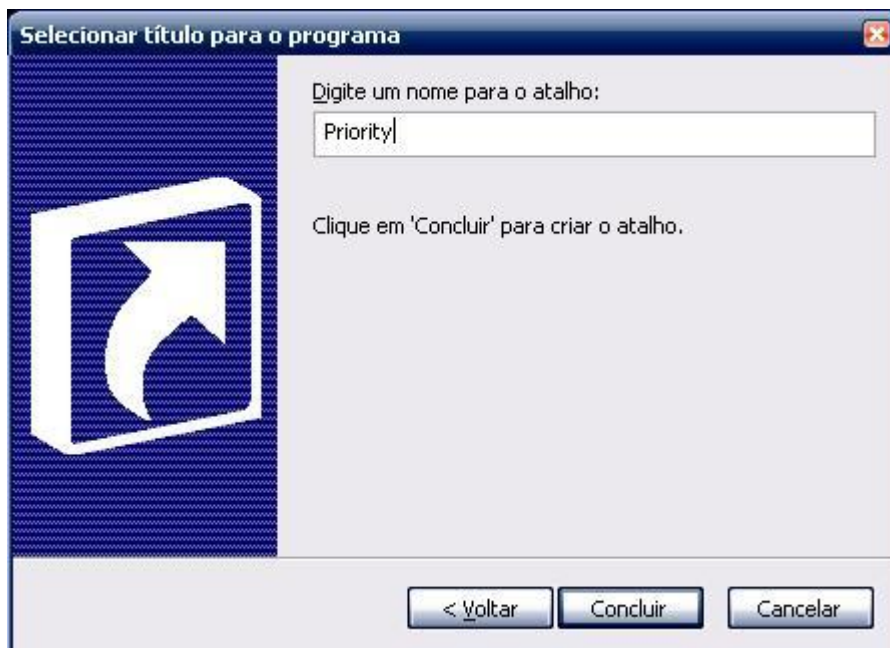 Selecionar título para o programa
Digite um nome para o atalho:
Priority
Clique em 'Concluir' para criar o atalho.
< Voltar
Concluir
Cancelar